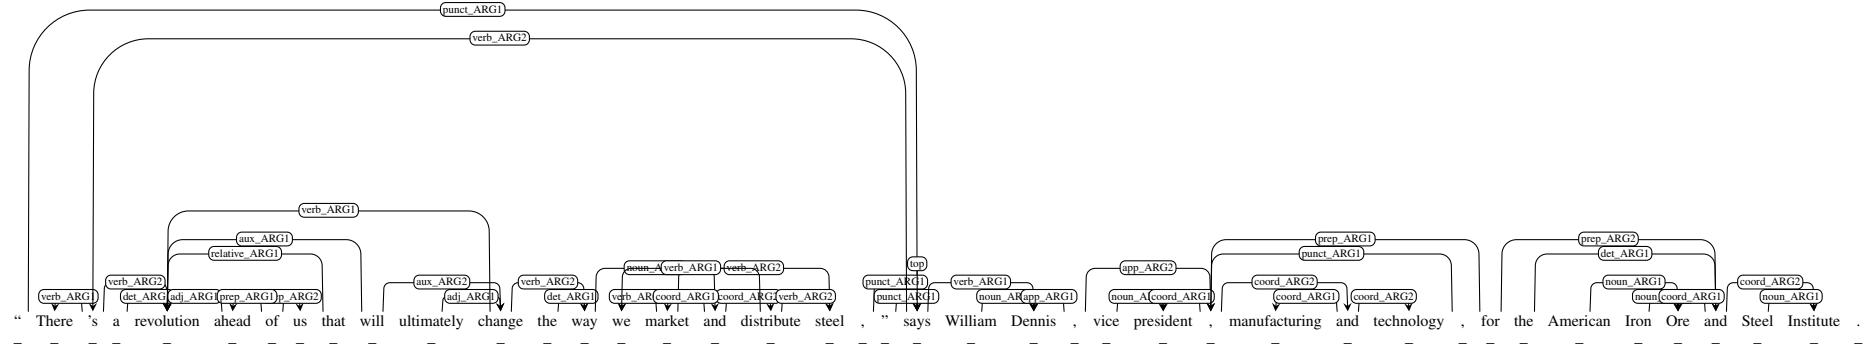 punct_ARG1
verb_ARG2
verb_ARG1
aux_ARG1 prep_ARG1 prep_ARG2
relative_ARG1 punct_ARG1 det_ARG1
top
verb_ARG1 verb_ARG2 app_ARG2
verb_ARG2 aux_ARG2 verb_ARG2 punct_ARG1 verb_ARG1 coord_ARG2 noun_ARG1 coord_ARG2
verb_ARG1 adj_ARG1 prep_ARG1 adj_ARG1 det_ARG1 coord_ARG1 verb_ARG2 punct_ARG1 app_ARG1 coord_ARG1 coord_ARG1 coord_ARG2 coord_ARG1 noun_ARG1
“ There ’s a revolution ahead of us that will ultimately change the way we market and distribute steel , ” says William Dennis , vice president , manufacturing and technology , for the American Iron Ore and Steel Institute .
_ _ _ _ _ _ _ _ _ _ _ _ _ _ _ _ _ _ _ _ _ _ _ _ _ _ _ _ _ _ _ _ _ _ _ _ _ _ _ _ _